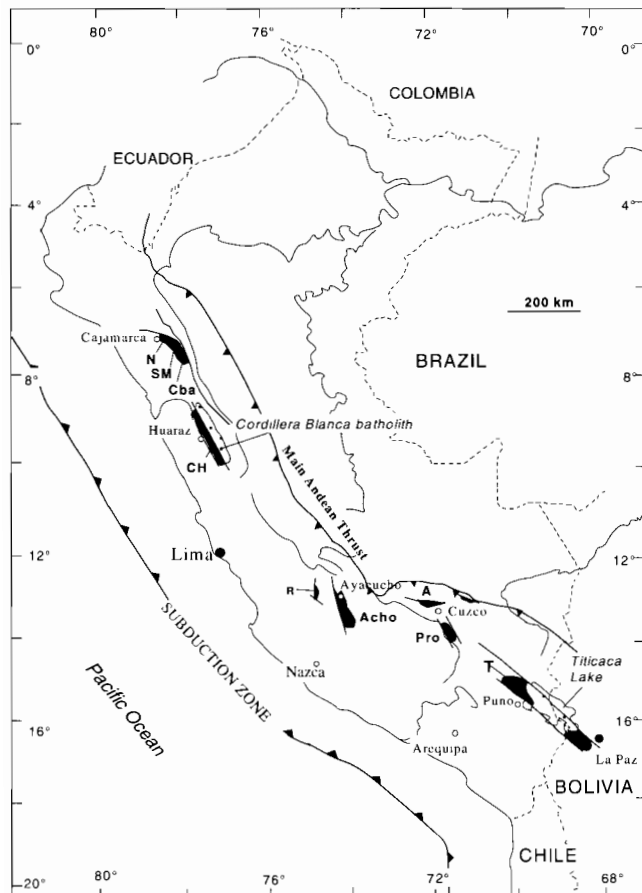 80° 76° 72° 68°
0° 0°
COLOMBIA
ECUADOR
4° 4°
200 km
Cajamarca
N
SM
BRAZIL
8° 8°
Cba
Cordillera Blanca batholith
Huaraz
CH
Main Andean Thrust
12° 12°
Lima
R
Ayacucho
A
Acho
Cuzco
Pro
SUBDUCTION ZONE
Nazca
T
Titicaca
Lake
Puno
Pacific Ocean
16° 16°
Arequipa
La Paz
BOLIVIA
CHILE
20°
80° 76° 72° 68°